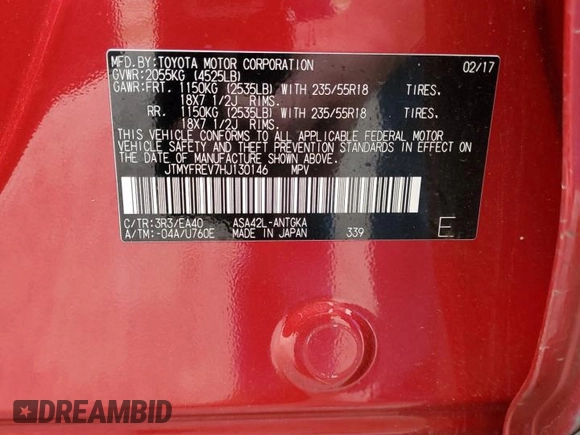 MFD.BY:TOYOTA MOTOR CORPORATION 02/17
GVWR:2055KG (4525LB)
GAWR:FRT. 1150KG (2535LB) WITH 235/55R18 TIRES.
18X7 1/2J RIMS.
RR. 1150KG (2535LB) WITH 235/55R18 TIRES.
18X7 1/2J RIMS.
THIS VEHICLE CONFORMS TO ALL APPLICABLE FEDERAL MOTOR
VEHICLE SAFETY AND THEFT PREVENTION STANDARDS IN EFFECT ON
THE DATE OF MANUFACTURE SHOWN ABOVE.
JTMYFREV7HJ130146 MPV
C/TR:3R3/EA40 ASA42L-ANTGKA
A/TM:-04A/U760E MADE IN JAPAN 339 E
DREAMBID